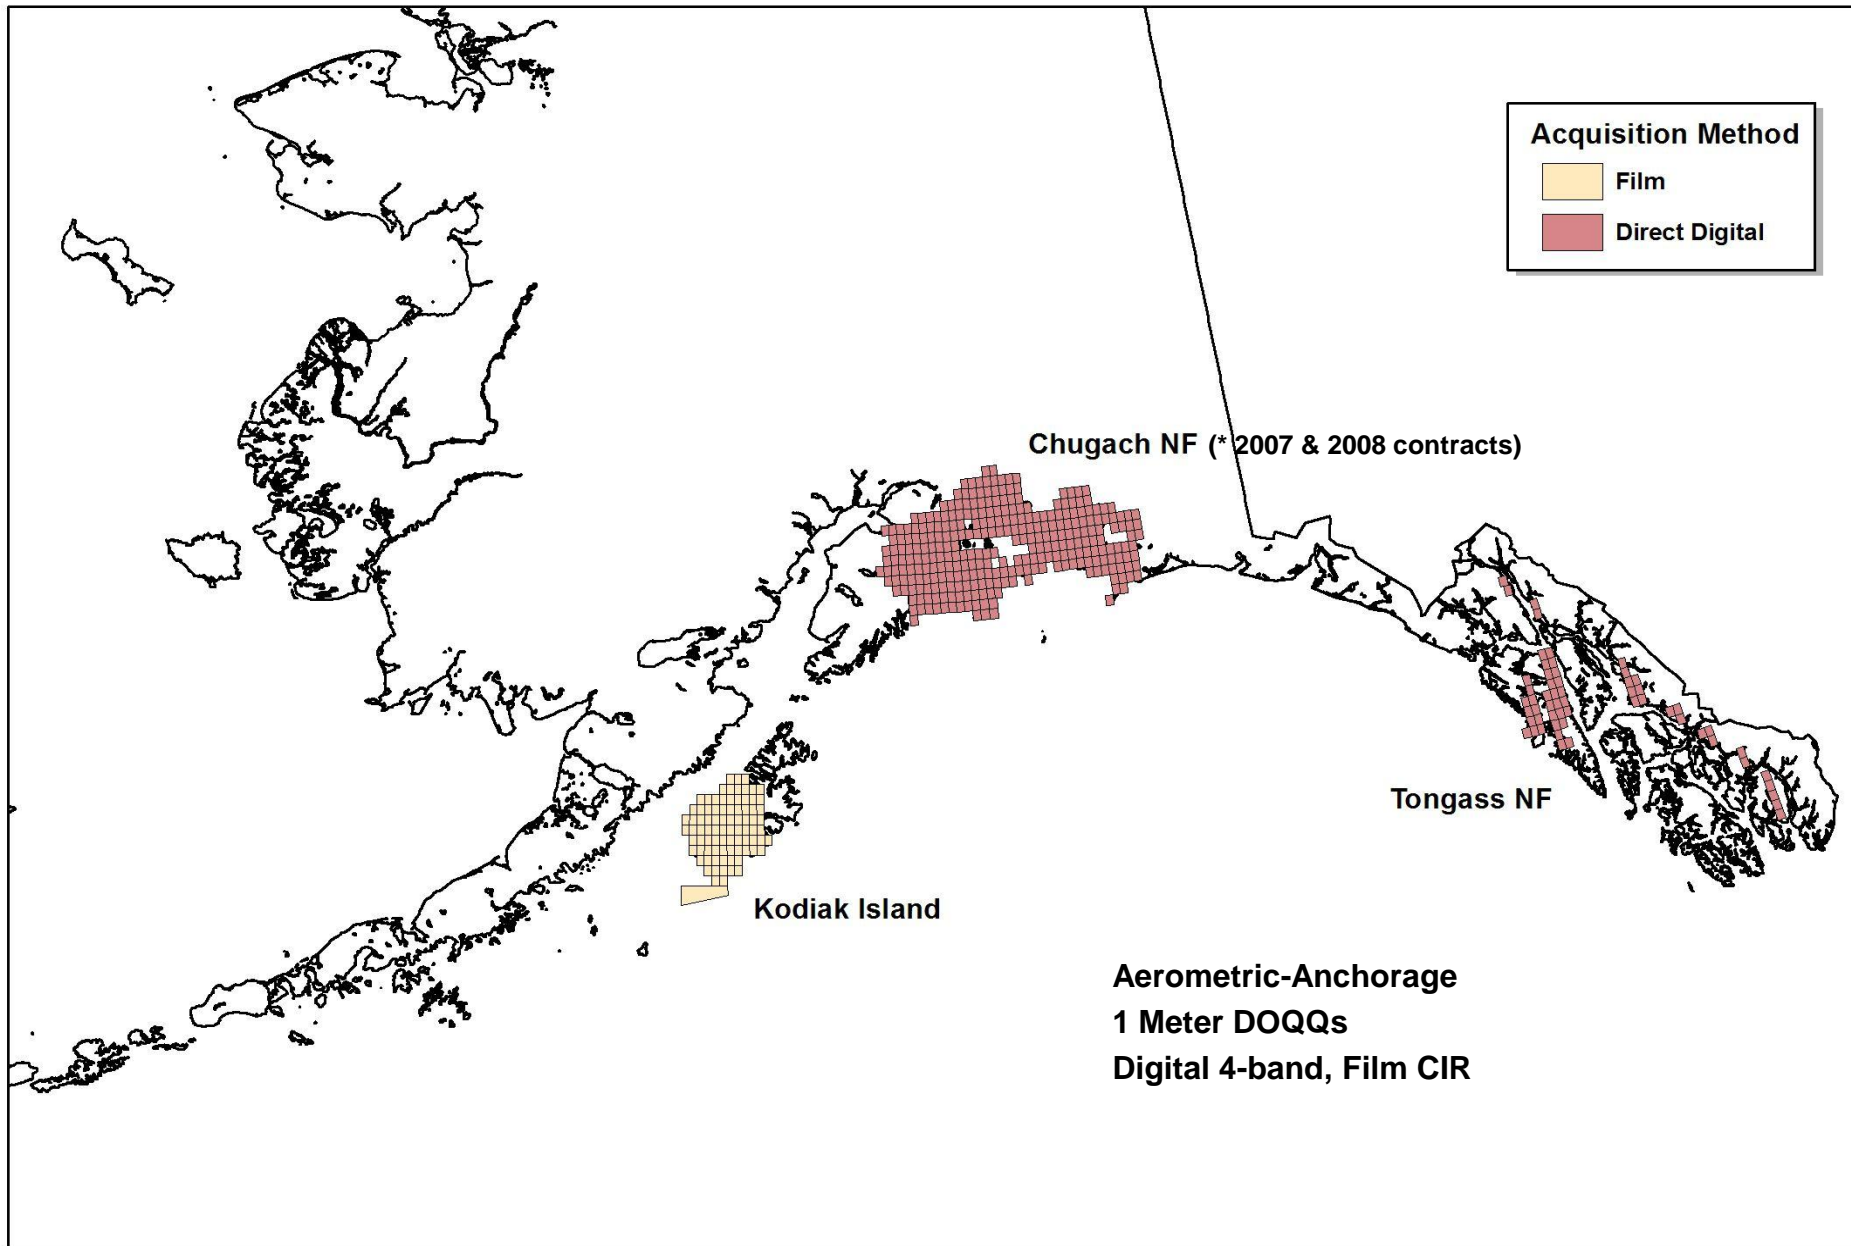 Acquisition Method
Film
Direct Digital
Chugach NF (* 2007 & 2008 contracts)
Tongass NF
Kodiak Island
Aerometric-Anchorage
1 Meter DOQQs
Digital 4-band, Film CIR